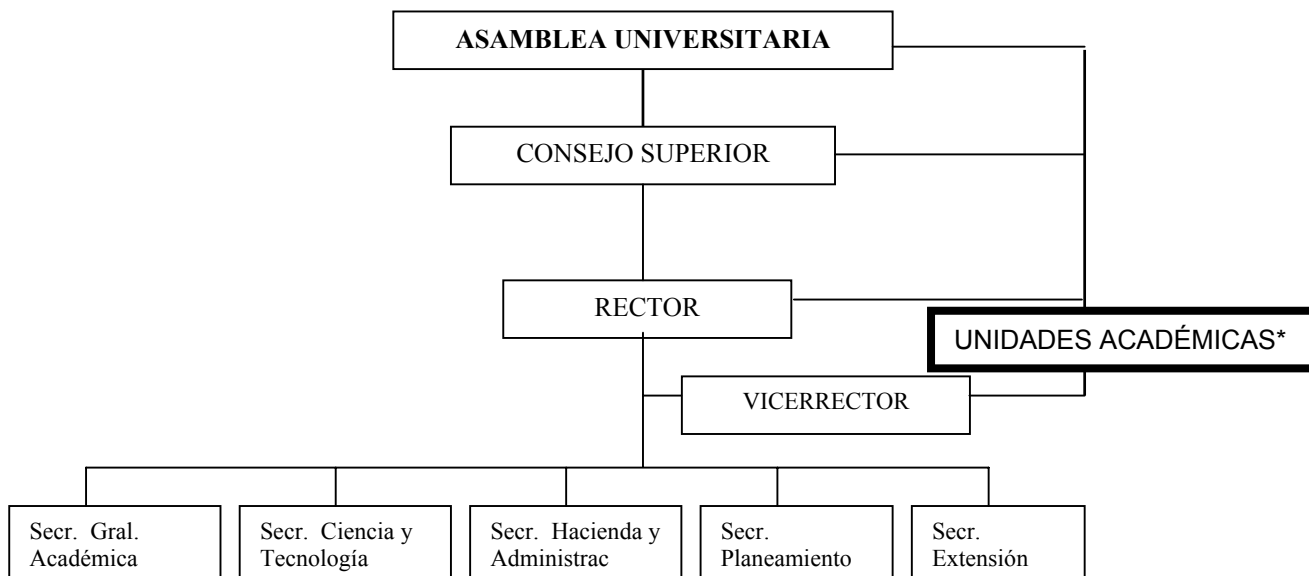 ASAMBLEA UNIVERSITARIA
CONSEJO SUPERIOR
RECTOR
UNIDADES ACADÉMICAS*
VICERRECTOR
Secr. Gral.
Académica
Secr. Ciencia y
Tecnología
Secr. Hacienda y
Administrac
Secr.
Planeamiento
Secr.
Extensión